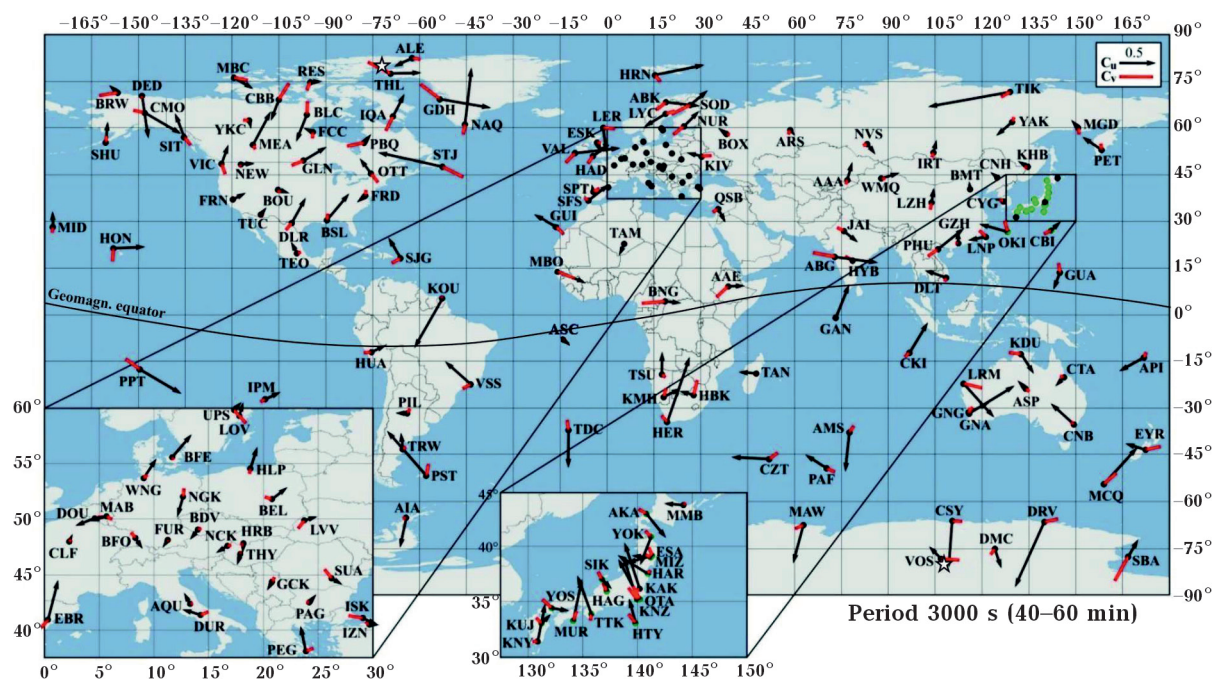 −165° −150° −135° −120° −105° −90° −75° −60° −45° −30° −15° 0° 15° 30° 45° 60° 75° 90° 105° 120° 135° 150° 165°
90°
0.5
Cu
Cv
ALE
MBC RES THL HRN 75°
DED
BRW CMO CBB BLC GDH ABK SOD TIK
LYC
IQA NAQ LER NUR YAK MGD
YKC FCC ESK 60°
SHU SIT MEA PBQ VAL BOX ARS NVS PET
VIC GLN STJ HAD KIV IRT CNH KHB
NEW OTT AAA WMQ BMT 45°
FRN BOU FRD SPT QSB LZH CYG
SFS
TUC GUI JAI GZH 30°
MID DLR BSL TAM PHU LNP OKI CBI
HON TEO SJG MBO ABG HYB GUA 15°
AAE DLT
KOU BNG
Geomagn. equator GAN 0°
ASC
HUA CKI KDU −15°
PPT VSS TSU TAN LRM CTA API
IPM KMH HBK
60° UPS PIL GNG ASP −30°
LOV HER GNA
TDC AMS CNB
BFE TRW EYR −45°
55° HLP PST CZT PAF
WNG MCQ
NGK BEL
MAB 45° AKA MMB −60°
DOU BDV LVV AIA MAW CSY DRV
50° FUR NCK HRB YOK
CLF BFO THY 40° ESA VOS DMC SBA −75°
MIZ
SIK HAR
45° GCK SUA KAK
YOS HAG OTA −90°
AQU PAG ISK 35° KNZ
EBR DUR IZN KUJ MUR TTK HTY Period 3000 s (40–60 min)
40° PEG KNY
30°
0° 5° 10° 15° 20° 25° 30° 130° 135° 140° 145° 150°